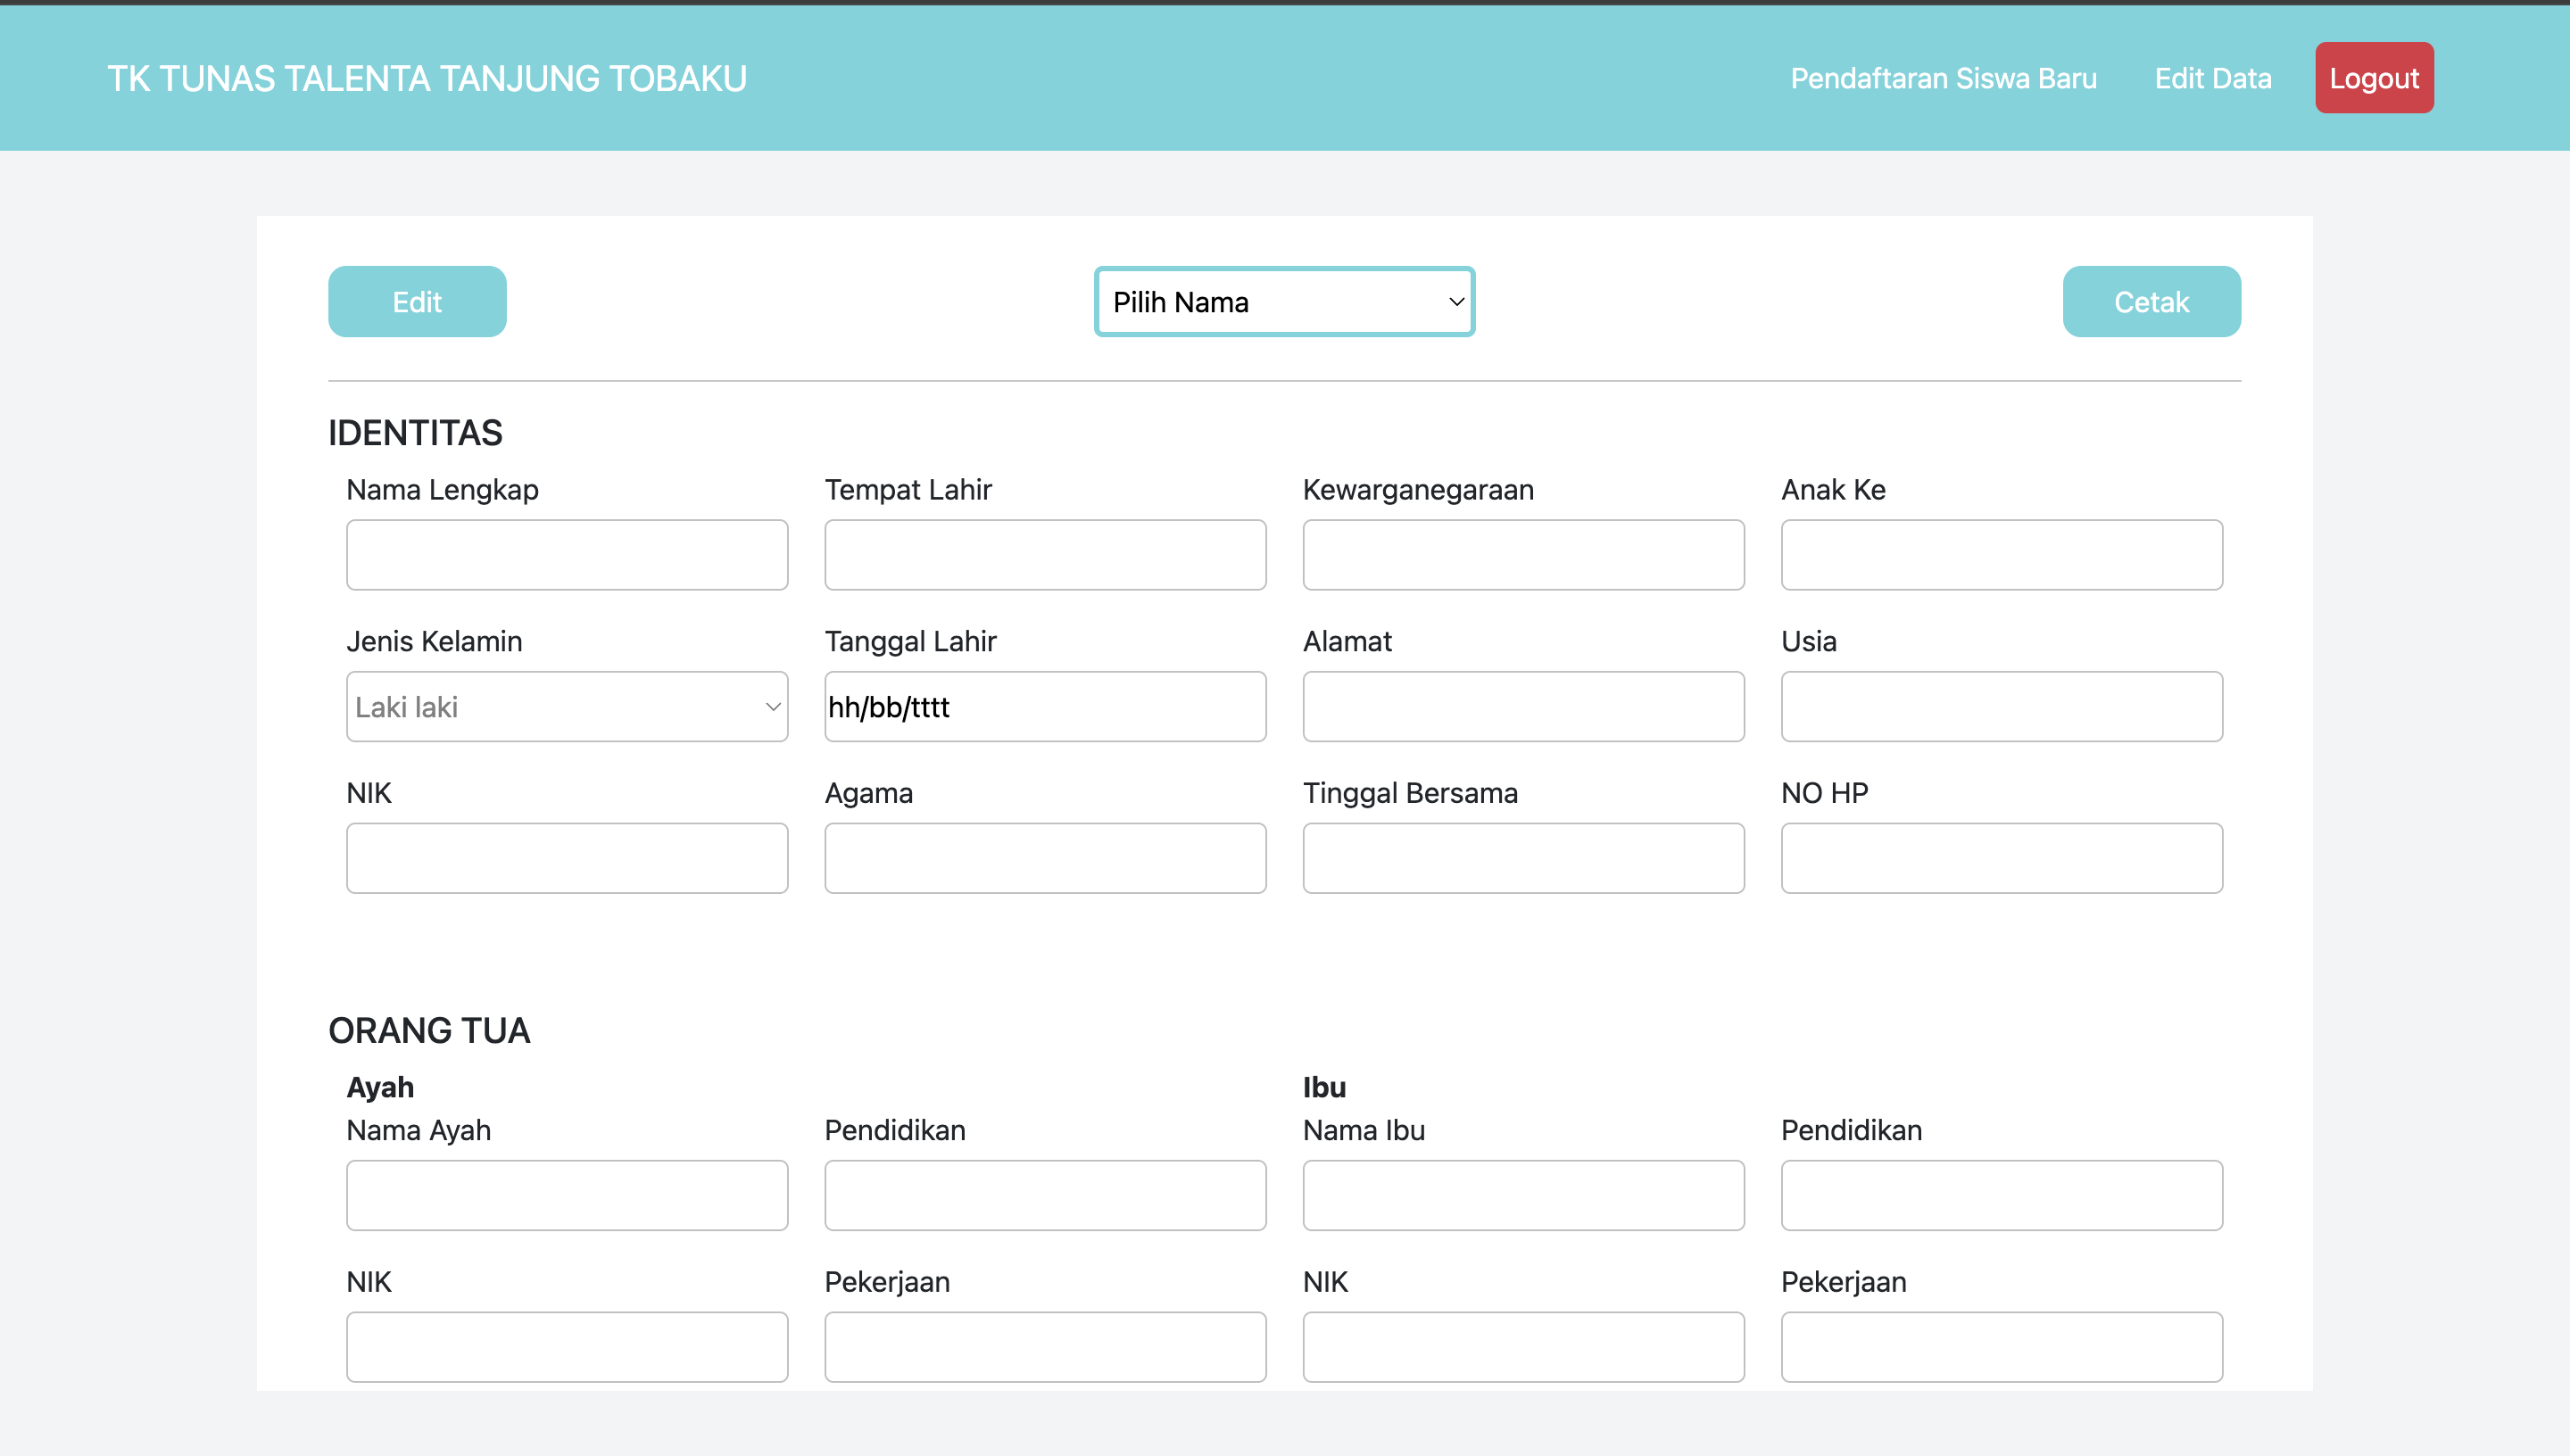 TK TUNAS TALENTA TANJUNG TOBAKU
Pendaftaran Siswa Baru
Edit Data
Logout
Edit
Pilih Nama
Cetak
IDENTITAS
Nama Lengkap
Tempat Lahir
Kewarganegaraan
Anak Ke
Jenis Kelamin
Tanggal Lahir
Alamat
Usia
Laki laki
hh/bb/tttt
NIK
Agama
Tinggal Bersama
NO HP
ORANG TUA
Ayah
Ibu
Nama Ayah
Pendidikan
Nama Ibu
Pendidikan
NIK
Pekerjaan
NIK
Pekerjaan